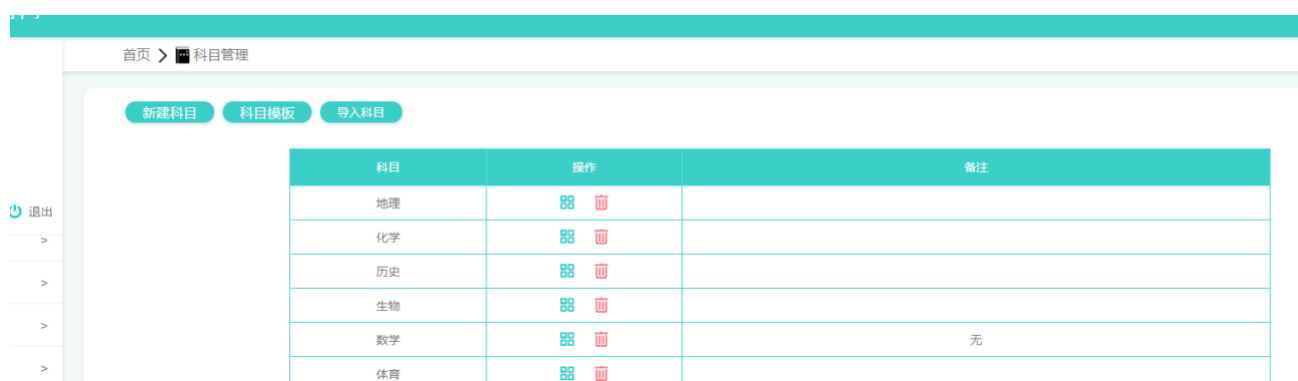 首页 > 科目管理
新建科目 科目模板 导入科目
科目 操作 备注
地理
退出
>
化学
历史
>
生物
>
数学 无
>
体育